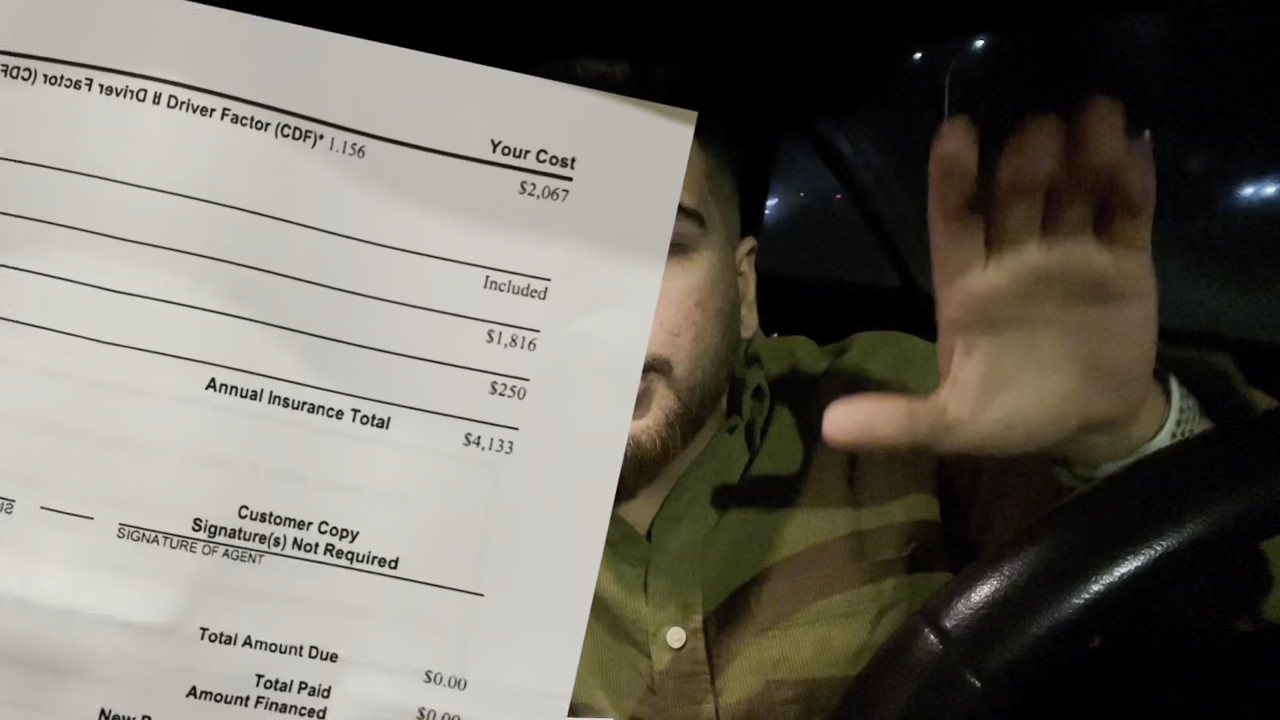 Driver Factor (CDF)* 1.156
Your Cost
$2,067
Included
$1,816
$250
Annual Insurance Total
$4,133
Customer Copy
Signature(s) Not Required
SIGNATURE OF AGENT
Total Amount Due
$0.00
Total Paid
Amount Financed
$0.00